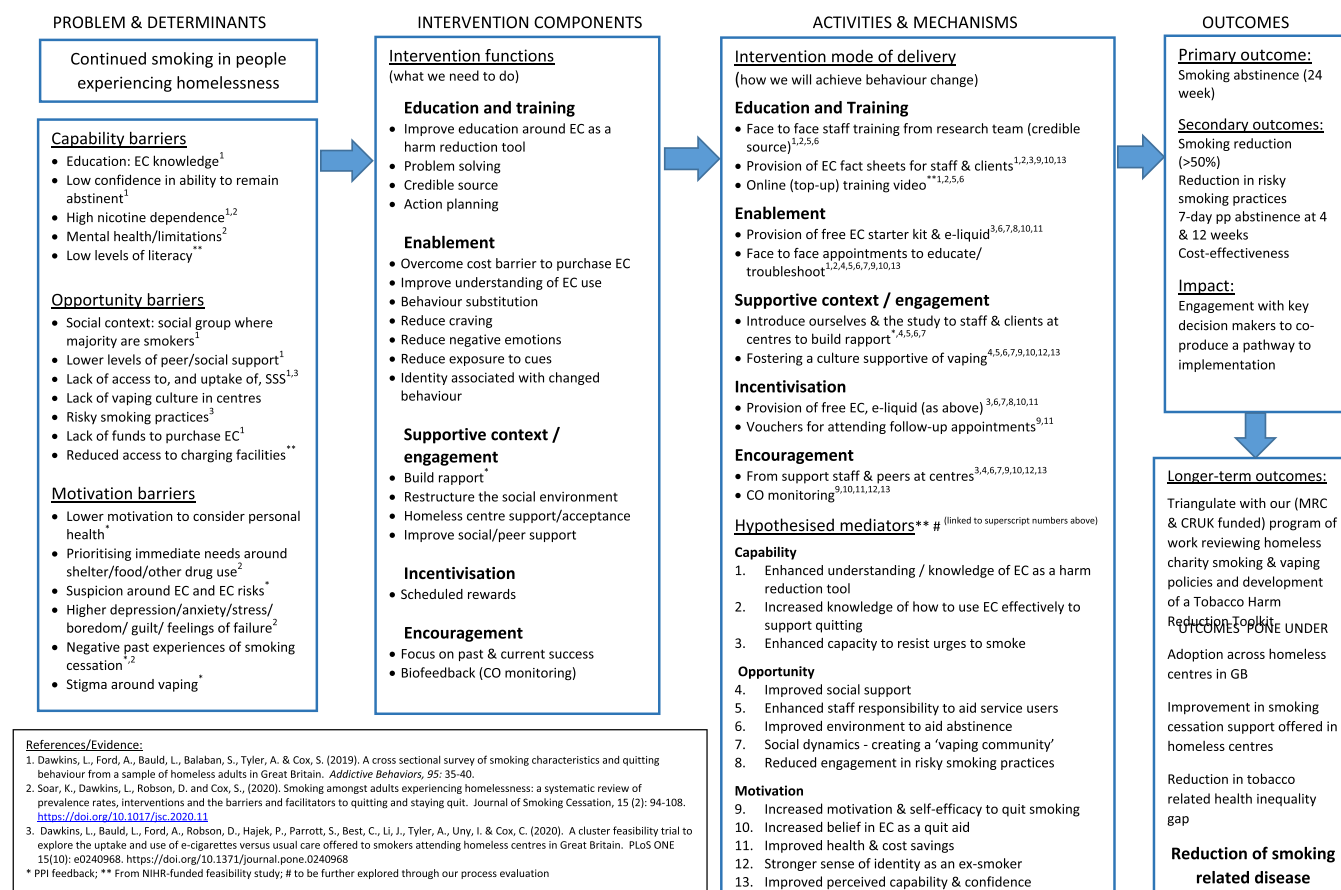 PROBLEM & DETERMINANTS
Continued smoking in people
experiencing homelessness
Capability barriers
• Education: EC knowledge1
• Low confidence in ability to remain
abstinent1
• High nicotine dependence1,2
• Mental health/limitations2
• Low levels of literacy**
Opportunity barriers
• Social context: social group where
majority are smokers1
• Lower levels of peer/social support1
• Lack of access to, and uptake of, SSS1,3
• Lack of vaping culture in centres
• Risky smoking practices3
• Lack of funds to purchase EC1
• Reduced access to charging facilities**
Motivation barriers
• Lower motivation to consider personal
health*
• Prioritising immediate needs around
shelter/food/other drug use2
• Suspicion around EC and EC risks*
• Higher depression/anxiety/stress/
boredom/ guilt/ feelings of failure2
• Negative past experiences of smoking
cessation*,2
• Stigma around vaping*
INTERVENTION COMPONENTS
Intervention functions
(what we need to do)
Education and training
• Improve education around EC as a
harm reduction tool
• Problem solving
• Credible source
• Action planning
Enablement
• Overcome cost barrier to purchase EC
• Improve understanding of EC use
• Behaviour substitution
• Reduce craving
• Reduce negative emotions
• Reduce exposure to cues
• Identity associated with changed
behaviour
Supportive context /
engagement
• Build rapport*
• Restructure the social environment
• Homeless centre support/acceptance
• Improve social/peer support
Incentivisation
• Scheduled rewards
Encouragement
• Focus on past & current success
• Biofeedback (CO monitoring)
ACTIVITIES & MECHANISMS
Intervention mode of delivery
(how we will achieve behaviour change)
Education and Training
• Face to face staff training from research team (credible
source)1,2,5,6
• Provision of EC fact sheets for staff & clients1,2,3,9,10,13
• Online (top-up) training video**1,2,5,6
Enablement
• Provision of free EC starter kit & e-liquid3,6,7,8,10,11
• Face to face appointments to educate/
troubleshoot1,2,4,5,6,7,9,10,13
Supportive context / engagement
• Introduce ourselves & the study to staff & clients at
centres to build rapport*,4,5,6,7
• Fostering a culture supportive of vaping4,5,6,7,9,10,12,13
Incentivisation
• Provision of free EC, e-liquid (as above) 3,6,7,8,10,11
• Vouchers for attending follow-up appointments9,11
Encouragement
• From support staff & peers at centres3,4,6,7,9,10,12,13
• CO monitoring9,10,11,12,13
Hypothesised mediators** # (linked to superscript numbers above)
Capability
1. Enhanced understanding / knowledge of EC as a harm
reduction tool
2. Increased knowledge of how to use EC effectively to
support quitting
3. Enhanced capacity to resist urges to smoke
Opportunity
4. Improved social support
5. Enhanced staff responsibility to aid service users
6. Improved environment to aid abstinence
7. Social dynamics - creating a ‘vaping community’
8. Reduced engagement in risky smoking practices
Motivation
9. Increased motivation & self-efficacy to quit smoking
10. Increased belief in EC as a quit aid
11. Improved health & cost savings
12. Stronger sense of identity as an ex-smoker
13. Improved perceived capability & confidence
OUTCOMES
Primary outcome:
Smoking abstinence (24
week)
Secondary outcomes:
Smoking reduction
(>50%)
Reduction in risky
smoking practices
7-day pp abstinence at 4
& 12 weeks
Cost-effectiveness
Impact:
Engagement with key
decision makers to co-
produce a pathway to
implementation
Longer-term outcomes:
Triangulate with our (MRC
& CRUK funded) program of
work reviewing homeless
charity smoking & vaping
policies and development
of a Tobacco Harm
Reduction Toolkit
UTCOMES PONE UNDER
Adoption across homeless
centres in GB
Improvement in smoking
cessation support offered in
homeless centres
Reduction in tobacco
related health inequality
gap
Reduction of smoking
related disease
References/Evidence:
1. Dawkins, L., Ford, A., Bauld, L., Balaban, S., Tyler, A. & Cox, S. (2019). A cross sectional survey of smoking characteristics and quitting
behaviour from a sample of homeless adults in Great Britain. Addictive Behaviors, 95: 35-40.
2. Soar, K., Dawkins, L., Robson, D. and Cox, S., (2020). Smoking amongst adults experiencing homelessness: a systematic review of
prevalence rates, interventions and the barriers and facilitators to quitting and staying quit. Journal of Smoking Cessation, 15 (2): 94-108.
https://doi.org/10.1017/jsc.2020.11
3. Dawkins, L., Bauld, L., Ford, A., Robson, D., Hajek, P., Parrott, S., Best, C., Li, J., Tyler, A., Uny, I. & Cox, C. (2020). A cluster feasibility trial to
explore the uptake and use of e-cigarettes versus usual care offered to smokers attending homeless centres in Great Britain. PLoS ONE
15(10): e0240968. https://doi.org/10.1371/journal.pone.0240968
* PPI feedback; ** From NIHR-funded feasibility study; # to be further explored through our process evaluation